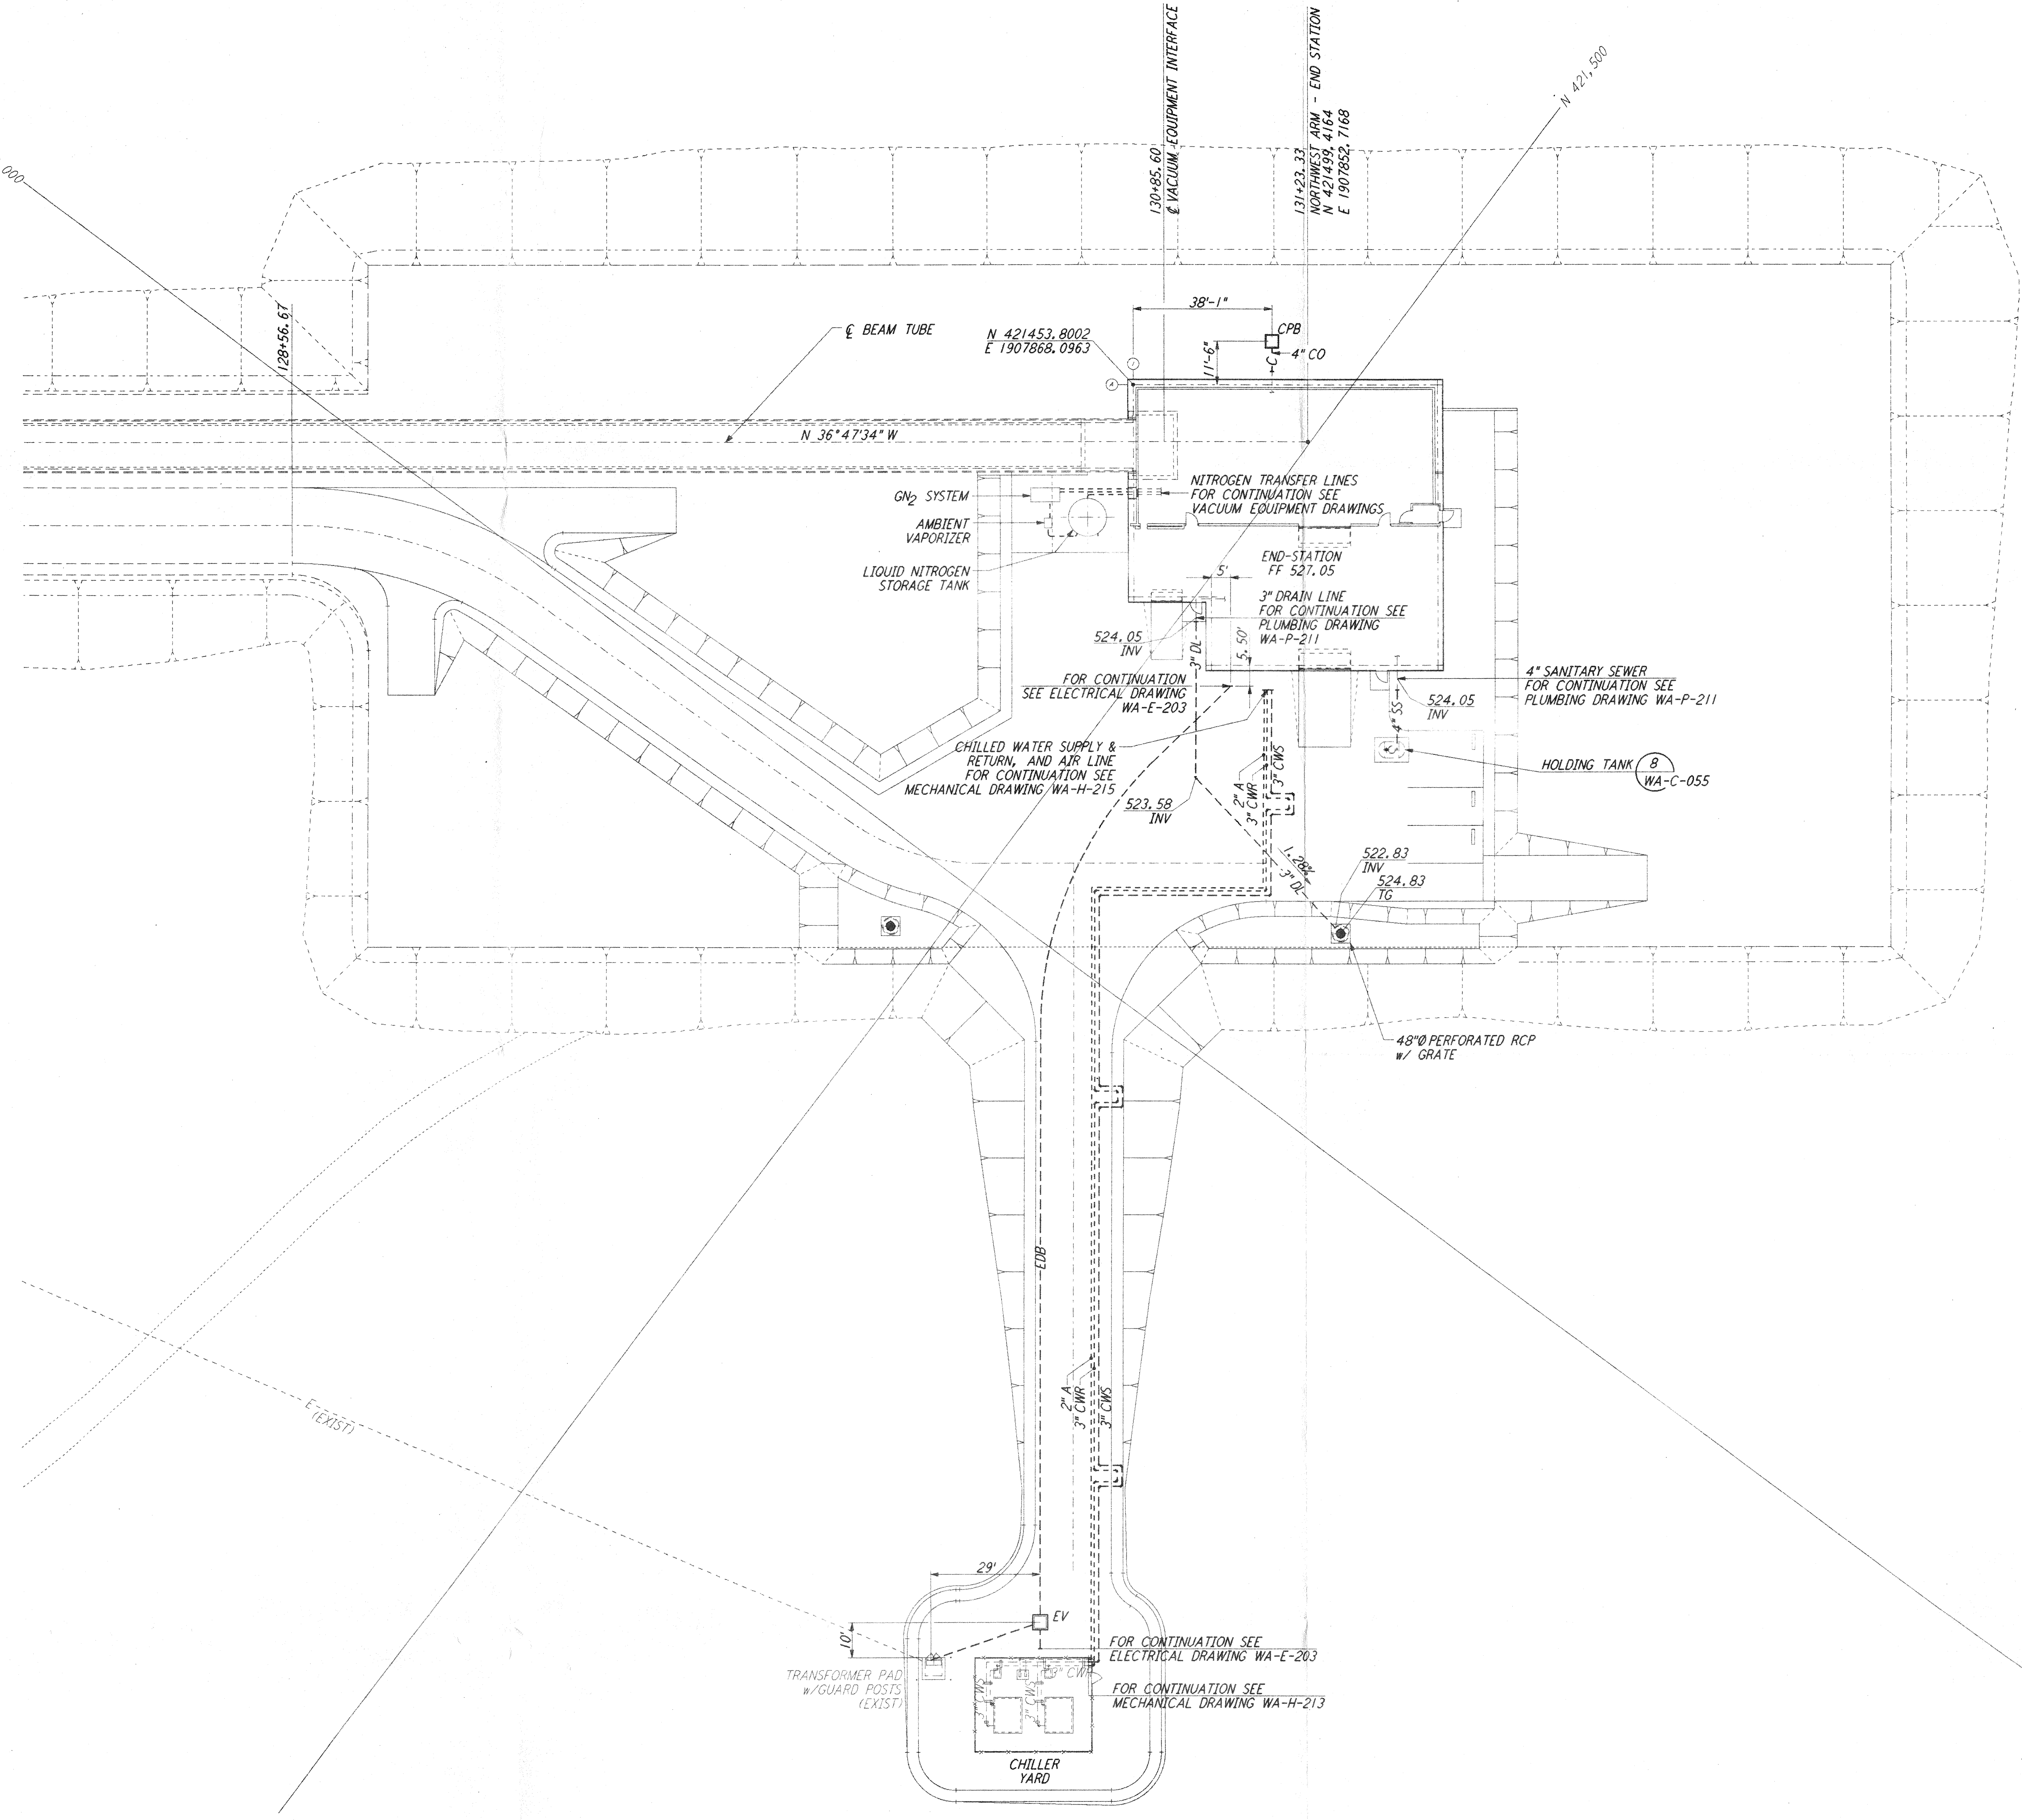 130+85.60
℄ VACUUM EQUIPMENT INTERFACE
131+23.33
NORTHWEST ARM - END STATION
N 421499.4164
E 1907852.7168
N 421,500
000
128+56.67
℄ BEAM TUBE
N 421453.8002
E 1907868.0963
38'-1"
CPB
11'-6"
C
4" CO
1
A
N 36°47'34" W
GN2 SYSTEM
AMBIENT
VAPORIZER
LIQUID NITROGEN
STORAGE TANK
NITROGEN TRANSFER LINES
FOR CONTINUATION SEE
VACUUM EQUIPMENT DRAWINGS
END-STATION
FF 527.05
5'
3" DRAIN LINE
FOR CONTINUATION SEE
PLUMBING DRAWING
WA-P-211
524.05
INV
3" DL
5.50'
FOR CONTINUATION
SEE ELECTRICAL DRAWING
WA-E-203
4" SANITARY SEWER
FOR CONTINUATION SEE
PLUMBING DRAWING WA-P-211
524.05
INV
4" SS
S
HOLDING TANK
8
WA-C-055
CHILLED WATER SUPPLY &
RETURN, AND AIR LINE
FOR CONTINUATION SEE
MECHANICAL DRAWING WA-H-215
2" A
3" CWR
3" CWS
523.58
INV
1.28%
3" DL
522.83
INV
524.83
TG
48"Ø PERFORATED RCP
w/ GRATE
EDB
2" A
3" CWR
3" CWS
E
(EXIST)
29'
EV
10'
TRANSFORMER PAD
w/GUARD POSTS
(EXIST)
FOR CONTINUATION SEE
ELECTRICAL DRAWING WA-E-203
3" CWR
3" CWS
3" CWS
FOR CONTINUATION SEE
MECHANICAL DRAWING WA-H-213
CHILLER
YARD